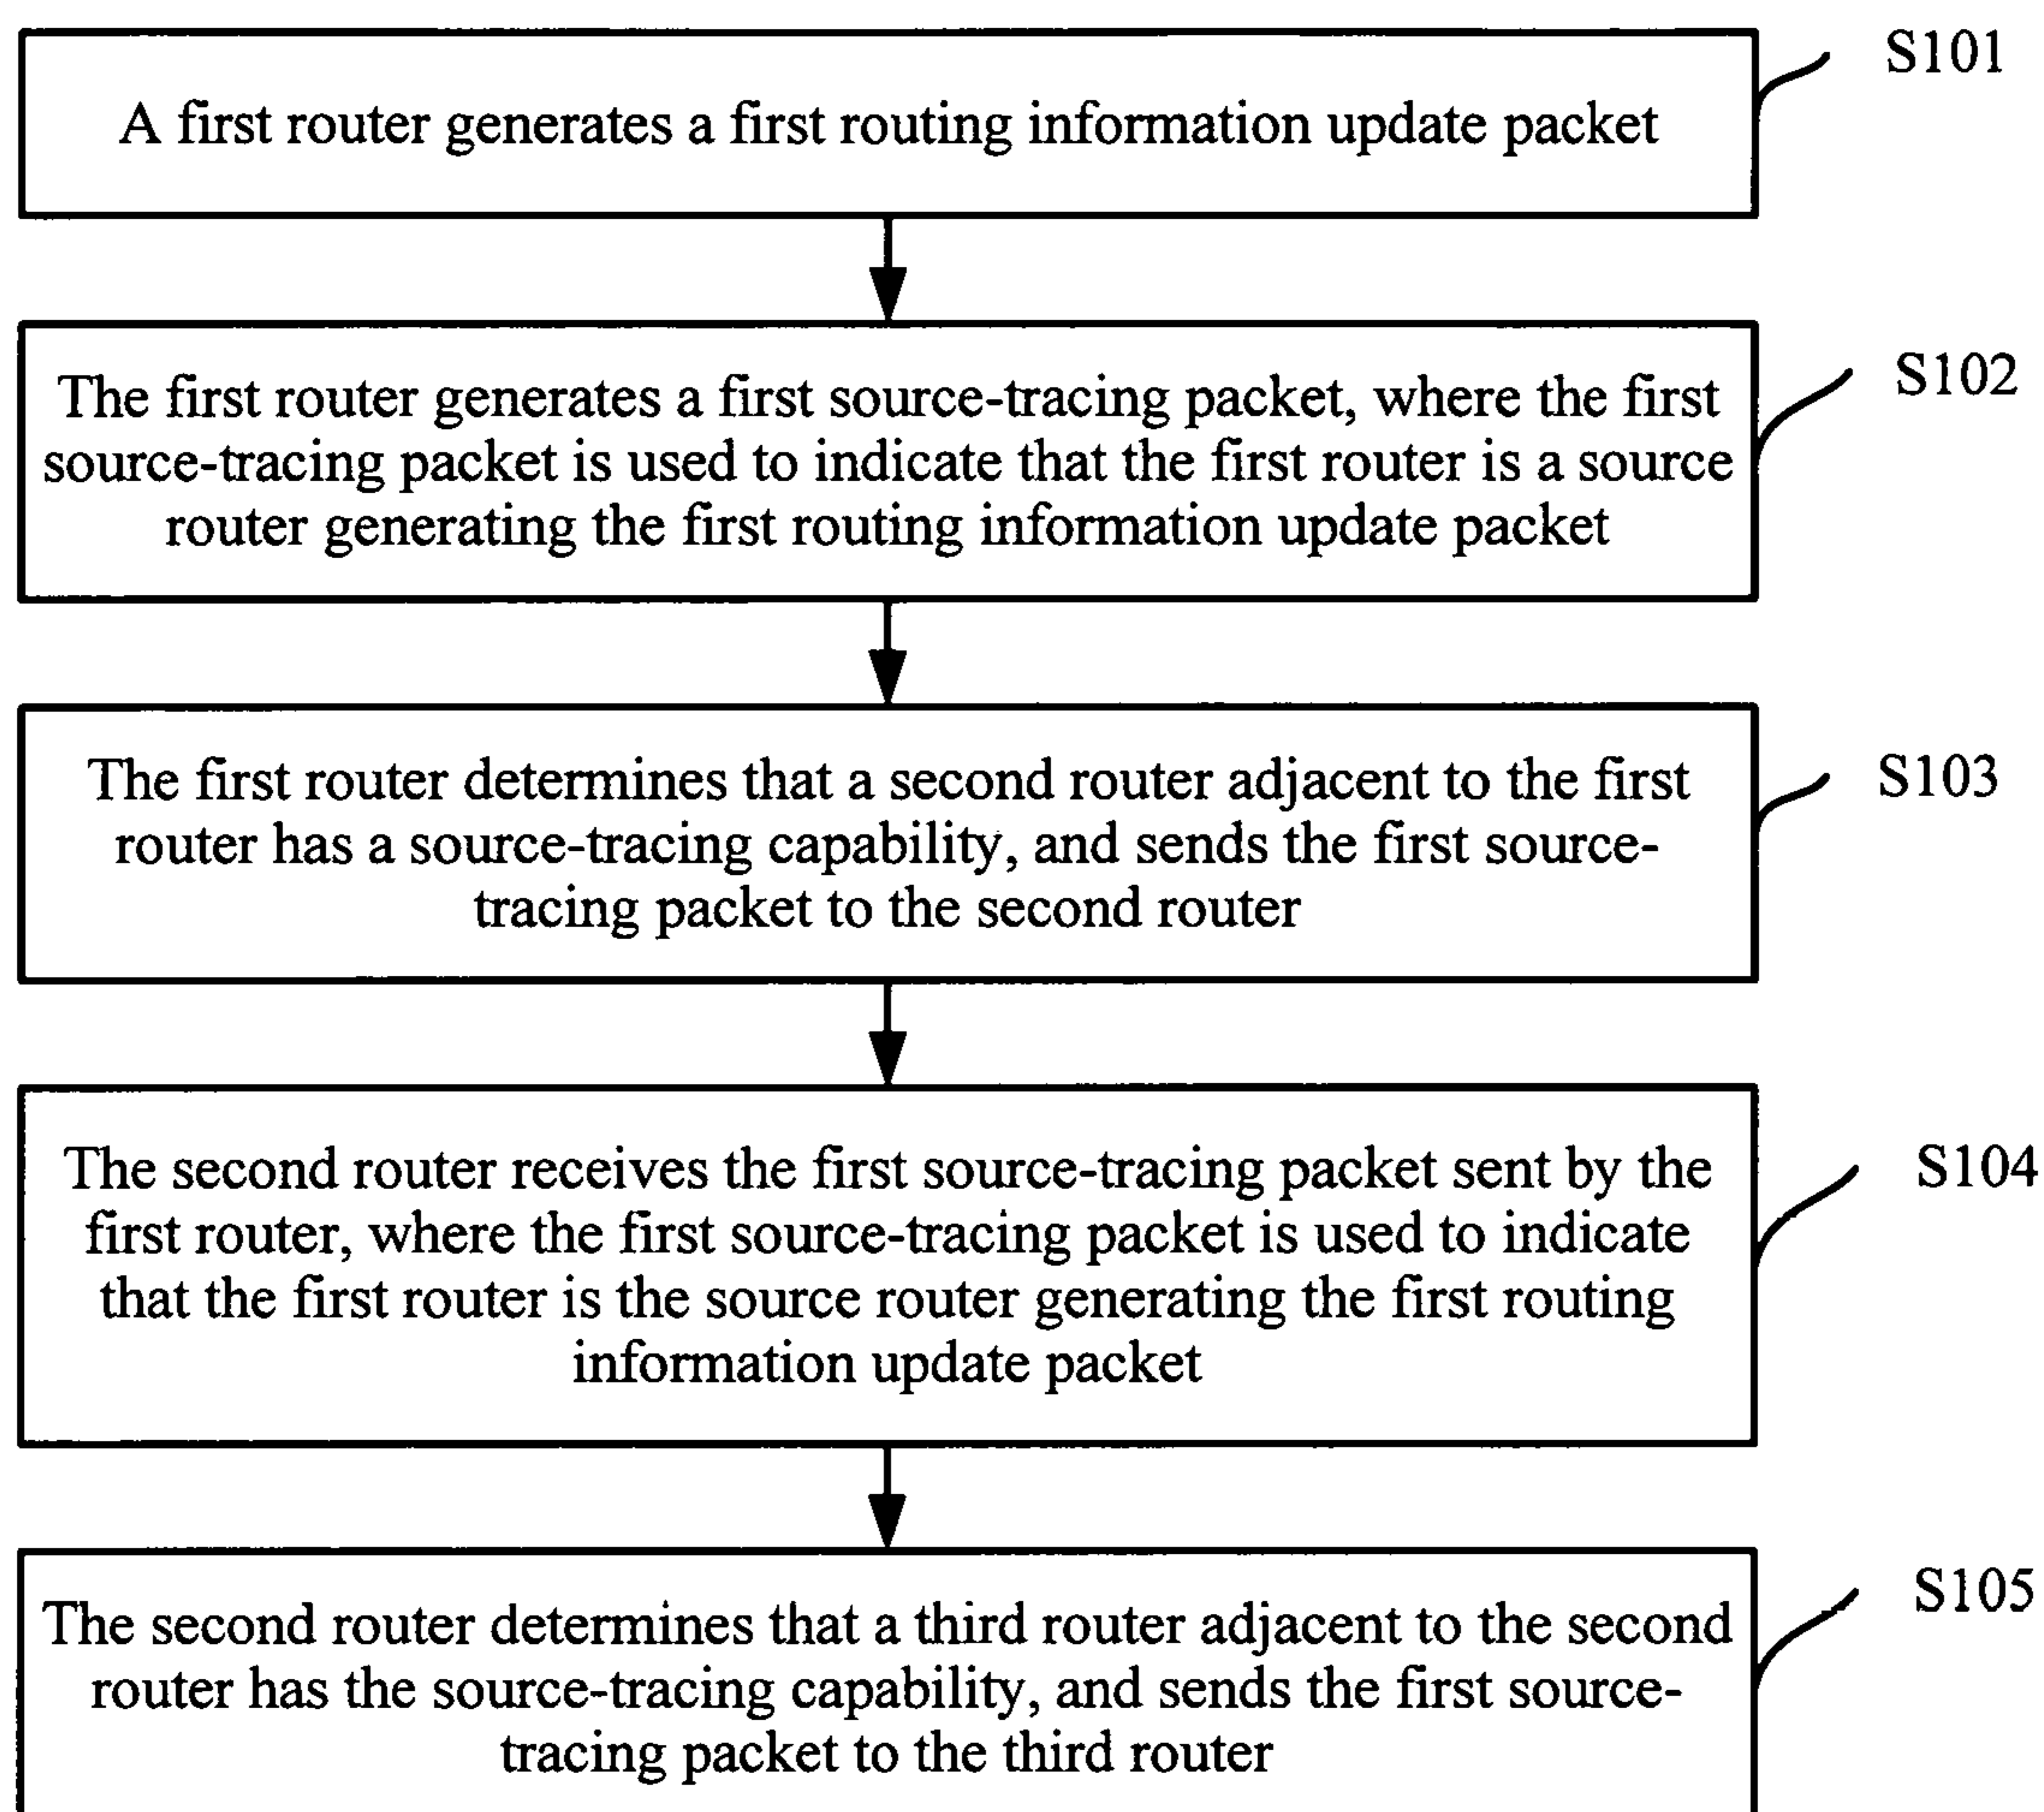 S101
A first router generates a first routing information update packet
S102
The first router generates a first source-tracing packet, where the first
source-tracing packet is used to indicate that the first router is a source
router generating the first routing information update packet
S103
The first router determines that a second router adjacent to the first
router has a source-tracing capability, and sends the first source-
tracing packet to the second router
S104
The second router receives the first source-tracing packet sent by the
first router, where the first source-tracing packet is used to indicate
that the first router is the source router generating the first routing
information update packet
S105
The second router determines that a third router adjacent to the second
router has the source-tracing capability, and sends the first source-
tracing packet to the third router